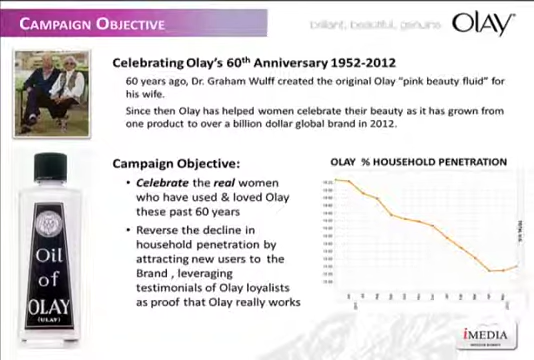 CAMPAIGN OBJECTIVE
brilliant, beautiful, genuine
OLAY
Celebrating Olay's 60th Anniversary 1952-2012
60 years ago, Dr. Graham Wulff created the original Olay "pink beauty fluid" for
his wife.
Since then Olay has helped women celebrate their beauty as it has grown from
one product to over a billion dollar global brand in 2012.
Campaign Objective:
• Celebrate the real women
who have used & loved Olay
these past 60 years
• Reverse the decline in
household penetration by
attracting new users to the
Brand , leveraging
testimonials of Olay loyalists
as proof that Olay really works
OLAY % HOUSEHOLD PENETRATION
Oil
of
OLAY
(ULAY)
iMEDIA